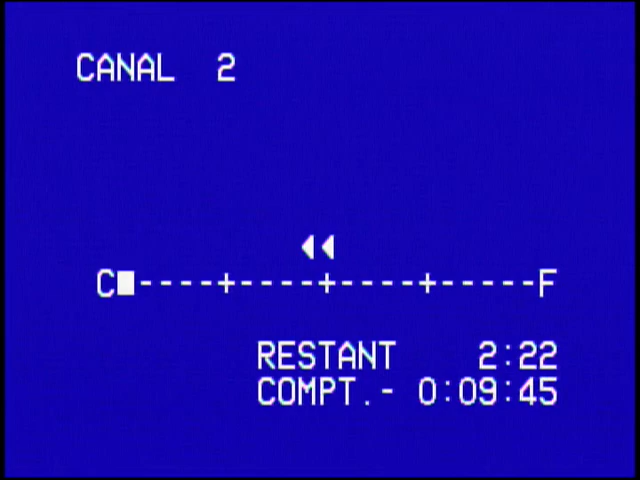 CANAL 2
C■----+----+----+-----F
RESTANT 2:22
COMPT.- 0:09:45